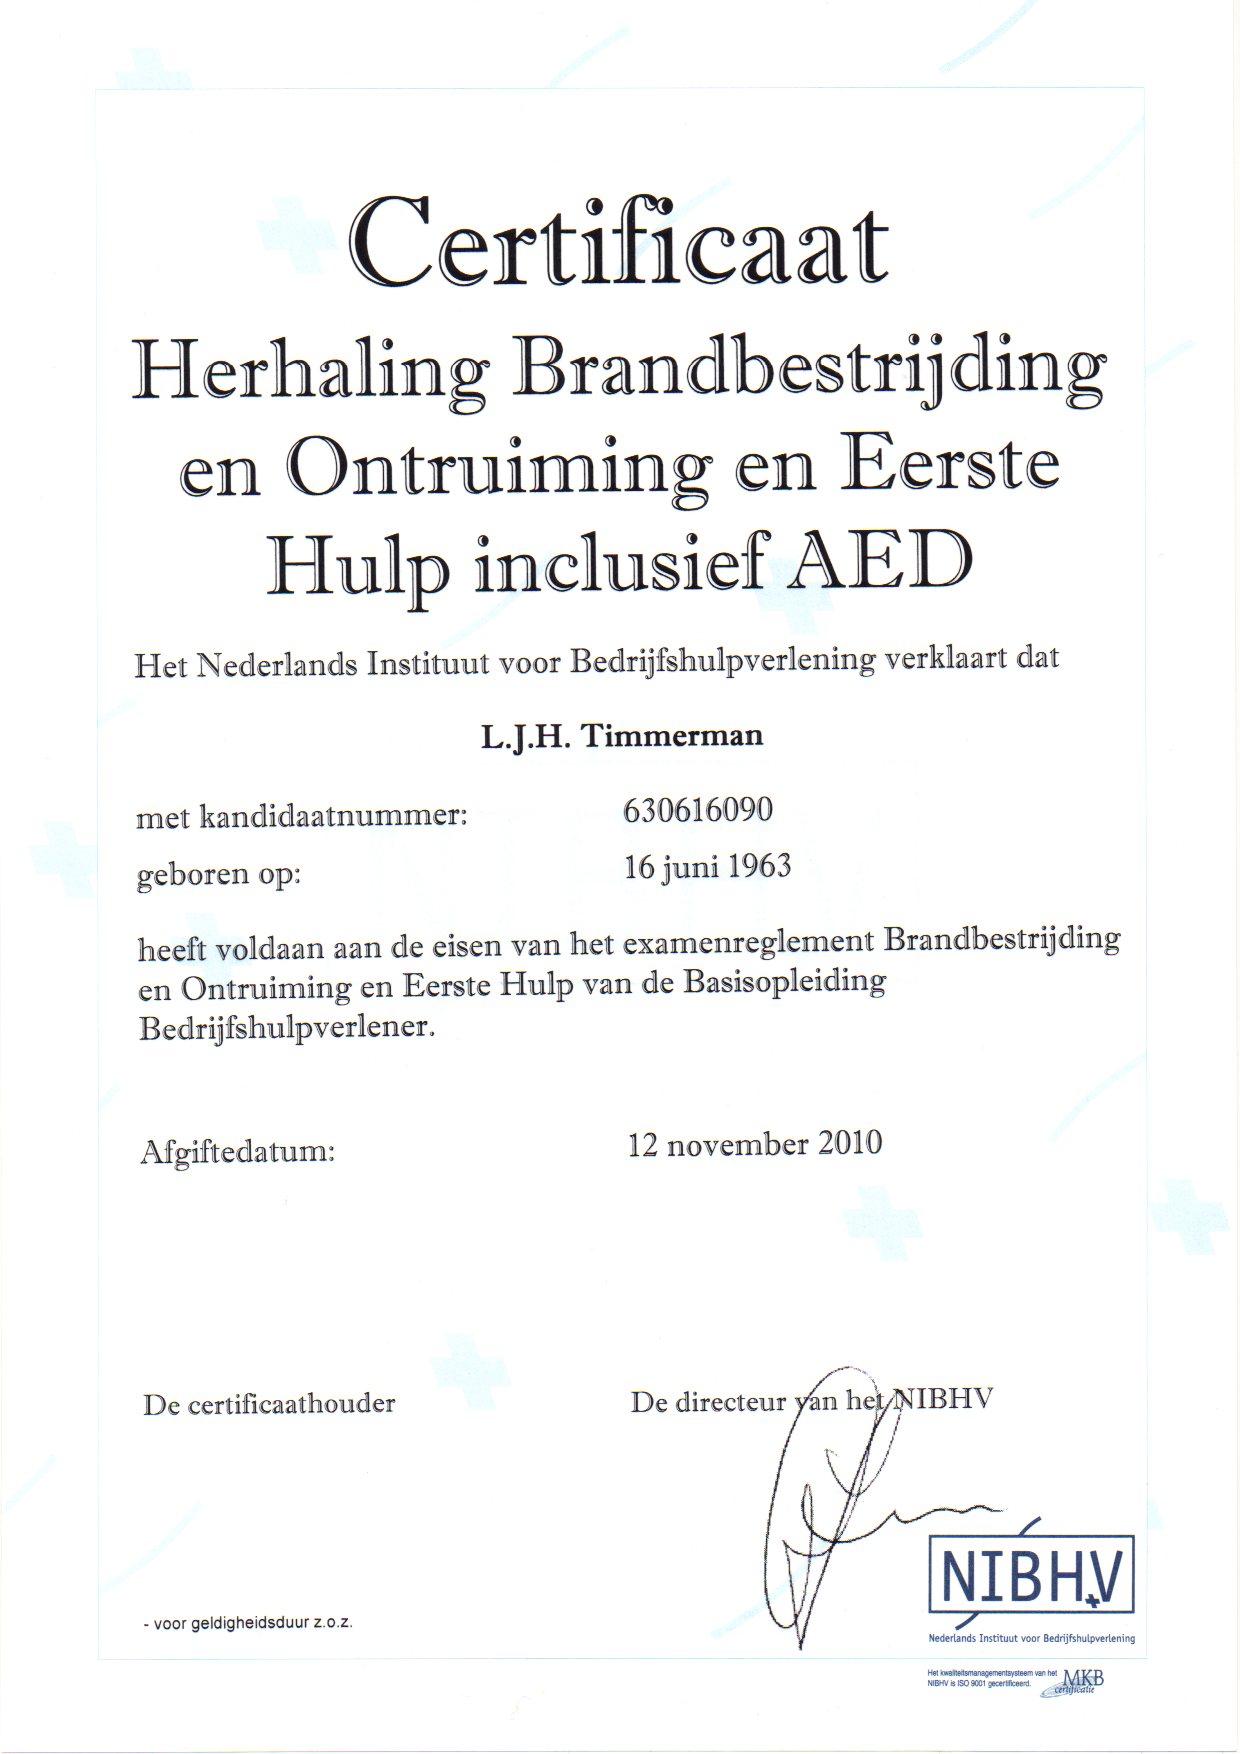 Certificaat
Herhaling Brandbestrijding
en Ontruiming en Eerste
Hulp inclusief AED
Het Nederlands Instituut voor Bedrijfshulpverlening verklaart dat
L.J.H. Timmerman
met kandidaatnummer: 630616090
geboren op: 16 juni 1963
heeft voldaan aan de eisen van het examenreglement Brandbestrijding
en Ontruiming en Eerste Hulp van de Basisopleiding
Bedrijfshulpverlener.
Afgiftedatum: 12 november 2010
De certificaathouder De directeur van het NIBHV
NIBHV
- voor geldigheidsduur z.o.z.
Nederlands Instituut voor Bedrijfshulpverlening
Het kwaliteitsmanagementsysteem van het
NIBHV is ISO 9001 gecertificeerd.
MKB
certificatie